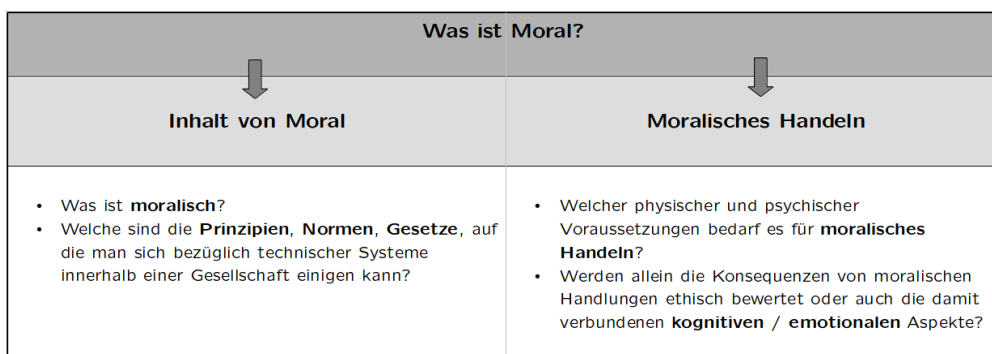 Was ist Moral?
Inhalt von Moral
Moralisches Handeln
• Was ist moralisch?
• Welche sind die Prinzipien, Normen, Gesetze, auf
die man sich bezüglich technischer Systeme
innerhalb einer Gesellschaft einigen kann?
• Welcher physischer und psychischer
Voraussetzungen bedarf es für moralisches
Handeln?
• Werden allein die Konsequenzen von moralischen
Handlungen ethisch bewertet oder auch die damit
verbundenen kognitiven / emotionalen Aspekte?